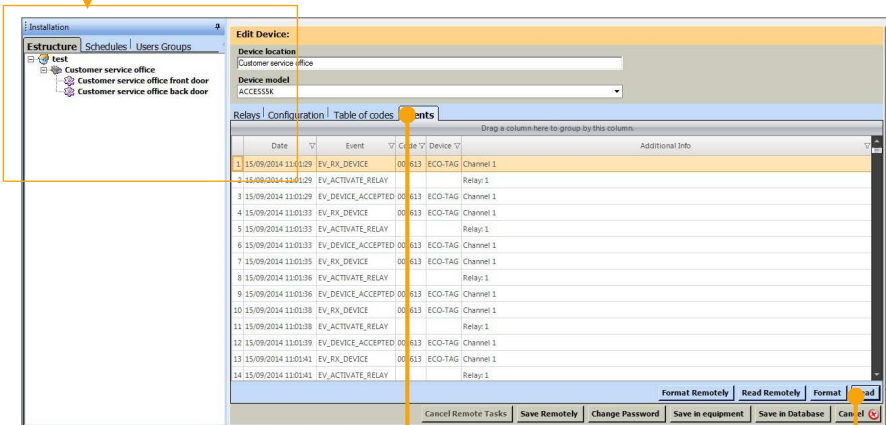 Installation
Estructure Schedules Users Groups
test
Customer service office
Customer service office front door
Customer service office back door
Edit Device:
Device location
Customer service office
Device model
ACCESS5K
Relays Configuration Table of codes
Drag a column here to group by this column.
Date Event Device Additional Info
1 15/09/2014 11:01:29 EV_RX_DEVICE ECO-TAG Channel 1
2 15/09/2014 11:01:29 EV_ACTIVATE_RELAY Relay: 1
3 15/09/2014 11:01:29 EV_DEVICE_ACCEPTED ECO-TAG Channel 1
4 15/09/2014 11:01:33 EV_RX_DEVICE ECO-TAG Channel 1
5 15/09/2014 11:01:33 EV_ACTIVATE_RELAY Relay: 1
6 15/09/2014 11:01:33 EV_DEVICE_ACCEPTED ECO-TAG Channel 1
7 15/09/2014 11:01:35 EV_RX_DEVICE ECO-TAG Channel 1
8 15/09/2014 11:01:36 EV_ACTIVATE_RELAY Relay: 1
9 15/09/2014 11:01:36 EV_DEVICE_ACCEPTED ECO-TAG Channel 1
10 15/09/2014 11:01:38 EV_RX_DEVICE ECO-TAG Channel 1
11 15/09/2014 11:01:38 EV_ACTIVATE_RELAY Relay: 1
12 15/09/2014 11:01:39 EV_DEVICE_ACCEPTED ECO-TAG Channel 1
13 15/09/2014 11:01:41 EV_RX_DEVICE ECO-TAG Channel 1
14 15/09/2014 11:01:41 EV_ACTIVATE_RELAY Relay: 1
Format Remotely Read Remotely Format
Cancel Remote Tasks Save Remotely Change Password Save in equipment Save in Database Cancel